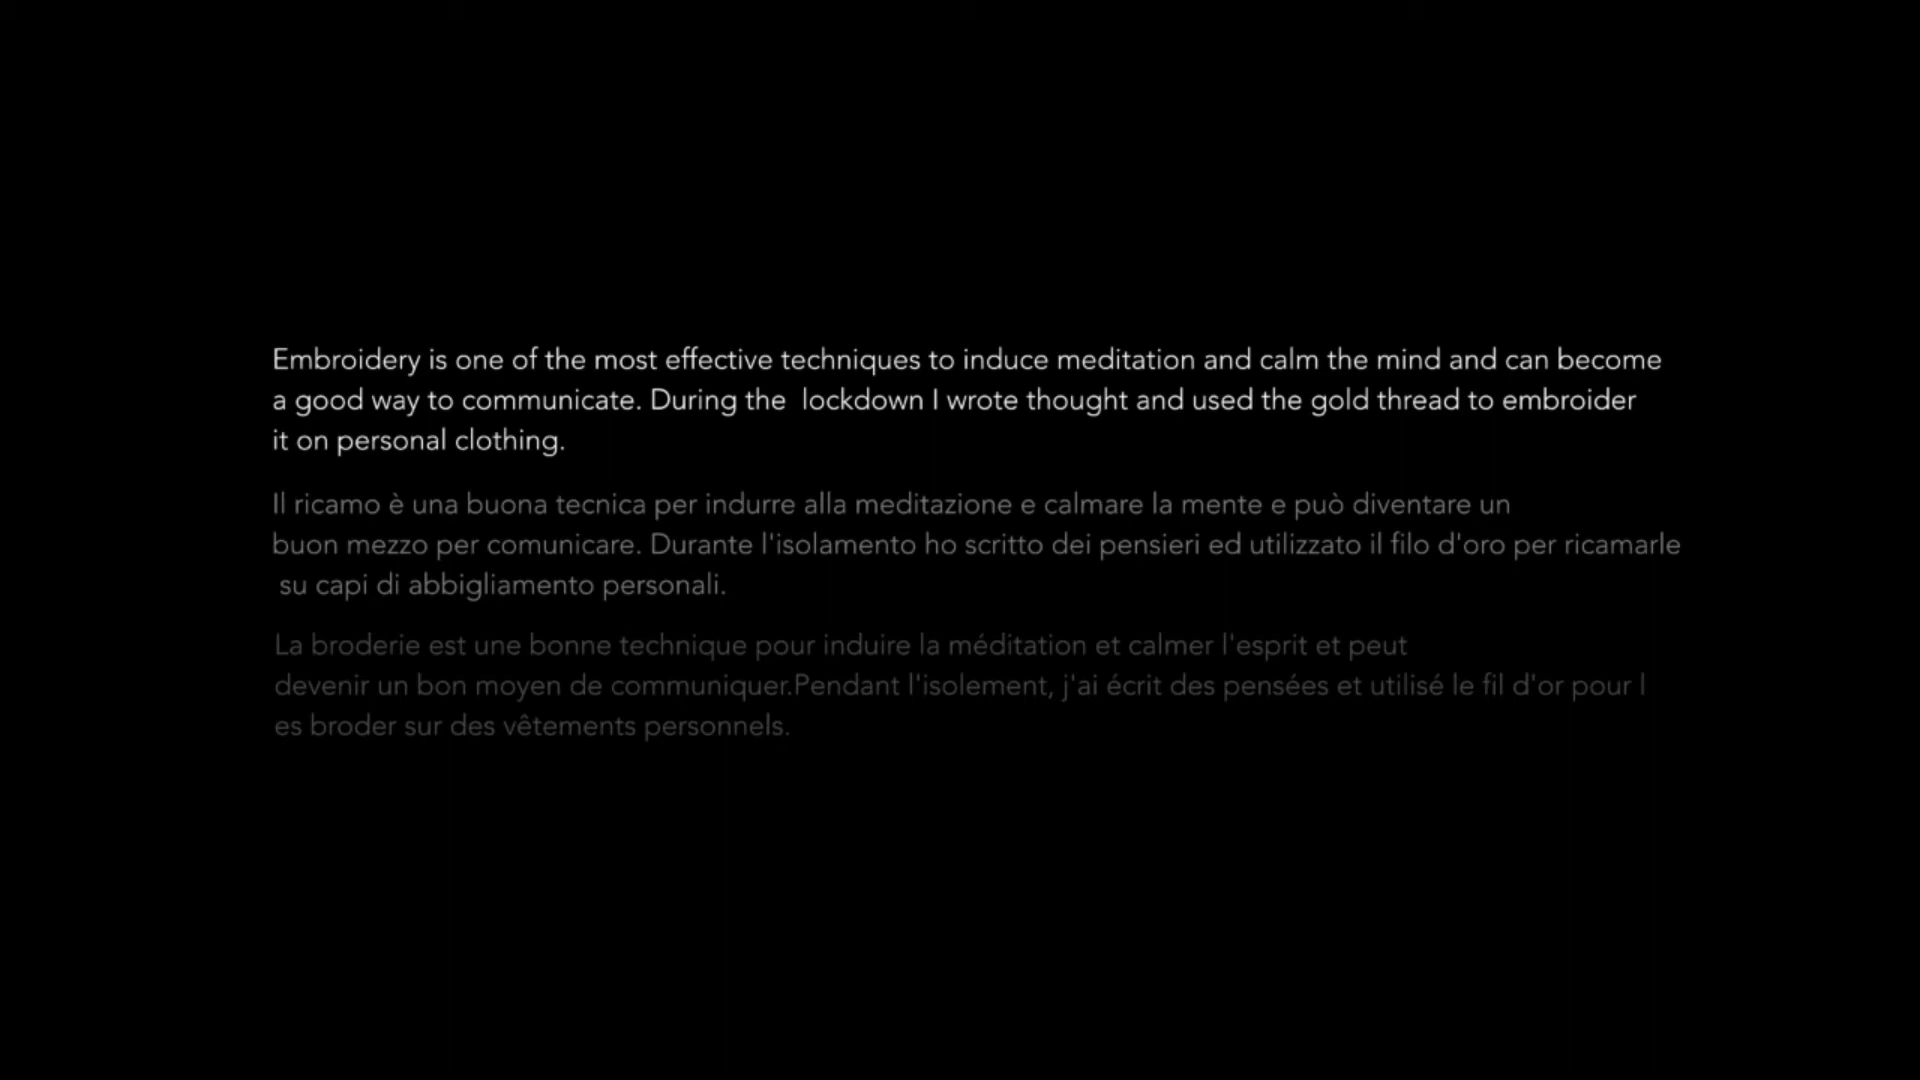 Embroidery is one of the most effective techniques to induce meditation and calm the mind and can become
a good way to communicate. During the  lockdown I wrote thought and used the gold thread to embroider
it on personal clothing.
Il ricamo è una buona tecnica per indurre alla meditazione e calmare la mente e può diventare un
buon mezzo per comunicare. Durante l'isolamento ho scritto dei pensieri ed utilizzato il filo d'oro per ricamarle
su capi di abbigliamento personali.
La broderie est une bonne technique pour induire la méditation et calmer l'esprit et peut
devenir un bon moyen de communiquer.Pendant l'isolement, j'ai écrit des pensées et utilisé le fil d'or pour l
es broder sur des vêtements personnels.